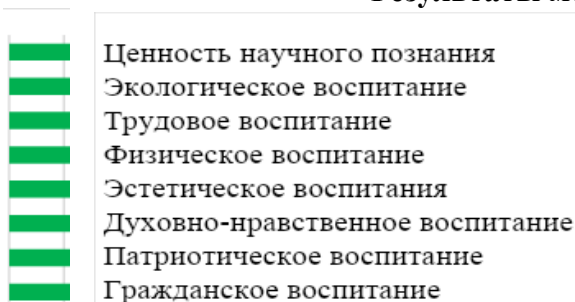 Ценность научного познания
Экологическое воспитание
Трудовое воспитание
Физическое воспитание
Эстетическое воспитания
Духовно-нравственное воспитание
Патриотическое воспитание
Гражданское воспитание